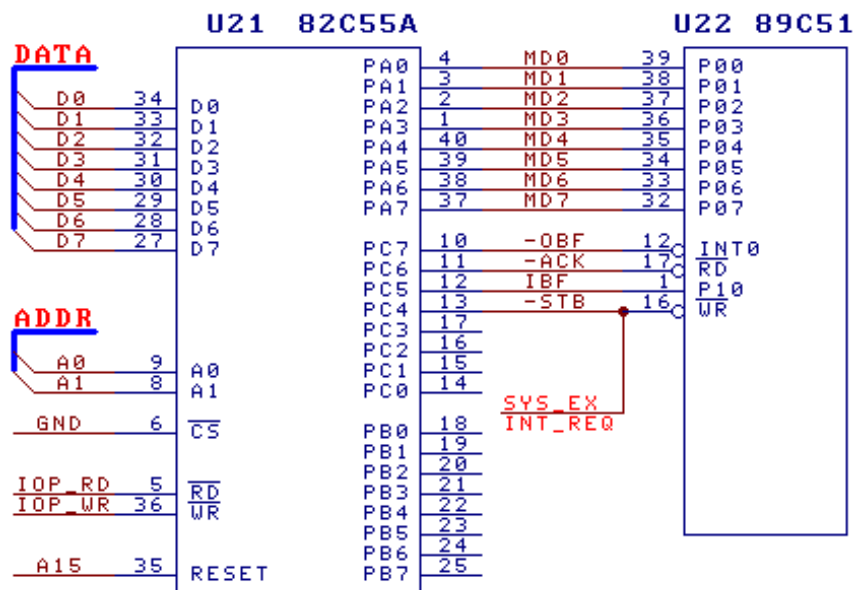 U21 82C55A U22 89C51
DATA
PA0 4 MD0 39 P00
PA1 3 MD1 38 P01
D0 34 D0 PA2 2 MD2 37 P02
D1 33 D1 PA3 1 MD3 36 P03
D2 32 D2 PA4 40 MD4 35 P04
D3 31 D3 PA5 39 MD5 34 P05
D4 30 D4 PA6 38 MD6 33 P06
D5 29 D5 PA7 37 MD7 32 P07
D6 28 D6
D7 27 D7 PC7 10 -OBF 12 INT0
PC6 11 -ACK 17 RD
PC5 12 IBF 1 P10
ADDR PC4 13 -STB 16 WR
PC3 17
PC2 16
A0 9 A0 PC1 15
A1 8 A1 PC0 14
SYS_EX
GND 6 CS PB0 18 INT_REQ
PB1 19
PB2 20
IOP_RD 5 RD PB3 21
IOP_WR 36 WR PB4 22
PB5 23
PB6 24
A15 35 RESET PB7 25